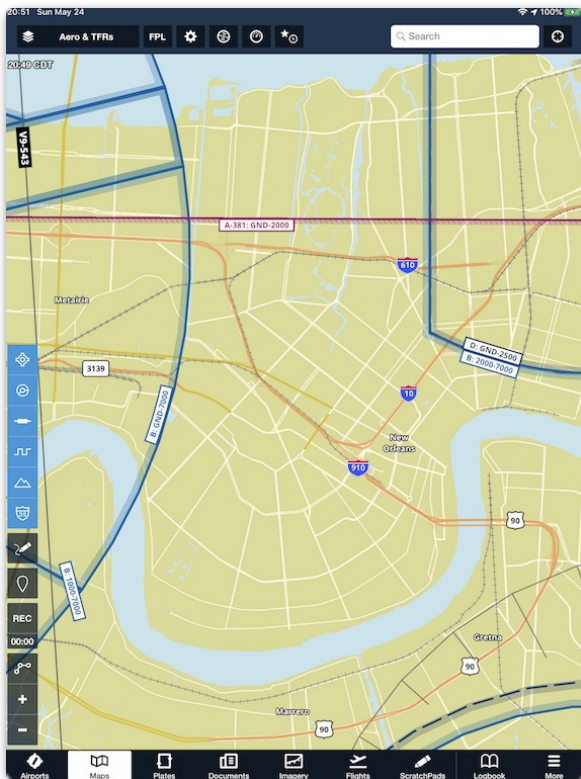 20:51 Sun May 24
100%
Aero & TFRs
FPL
Search
20:49 CDT
V9-543
A-381: GND-2000
610
Metairie
D: GND-2500
B: 2000-7000
3139
B: GND-7000
10
New
Orleans
910
90
B: 1000-7000
REC
00:00
Gretna
90
Marrero
90
Airports
Maps
Plates
Documents
Imagery
Flights
ScratchPads
Logbook
More